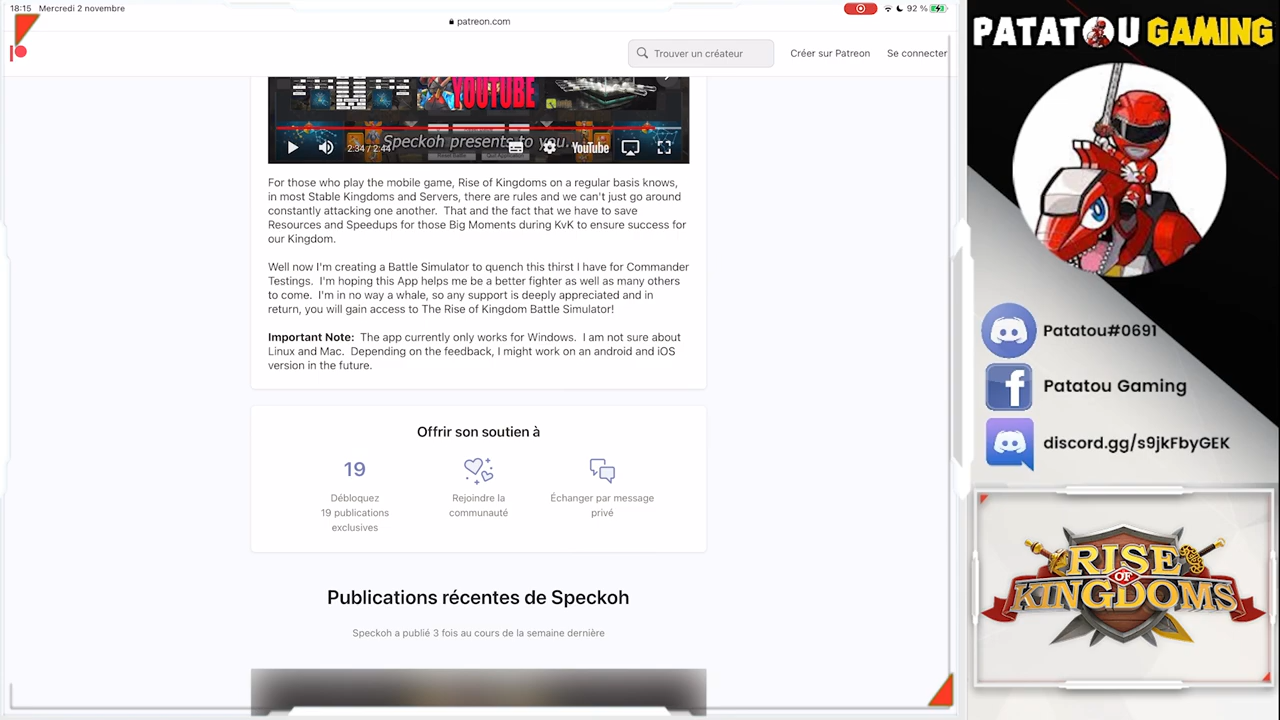 18:15 Mercredi 2 novembre
92 %
patreon.com
Trouver un créateur
Créer sur Patreon
Se connecter
YOUTUBE
Speckoh presents to you.
2:34 / 2:44
YouTube
For those who play the mobile game, Rise of Kingdoms on a regular basis knows,
in most Stable Kingdoms and Servers, there are rules and we can't just go around
constantly attacking one another. That and the fact that we have to save
Resources and Speedups for those Big Moments during KvK to ensure success for
our Kingdom.
Well now I'm creating a Battle Simulator to quench this thirst I have for Commander
Testings. I'm hoping this App helps me be a better fighter as well as many others
to come. I'm in no way a whale, so any support is deeply appreciated and in
return, you will gain access to The Rise of Kingdom Battle Simulator!
Important Note: The app currently only works for Windows. I am not sure about
Linux and Mac. Depending on the feedback, I might work on an android and iOS
version in the future.
Offrir son soutien à
19
Débloquez
19 publications
exclusives
Rejoindre la
communauté
Échanger par message
privé
Publications récentes de Speckoh
Speckoh a publié 3 fois au cours de la semaine dernière
PATATOU GAMING
Patatou#0691
Patatou Gaming
discord.gg/s9jkFbyGEK
RISE
OF
KINGDOMS